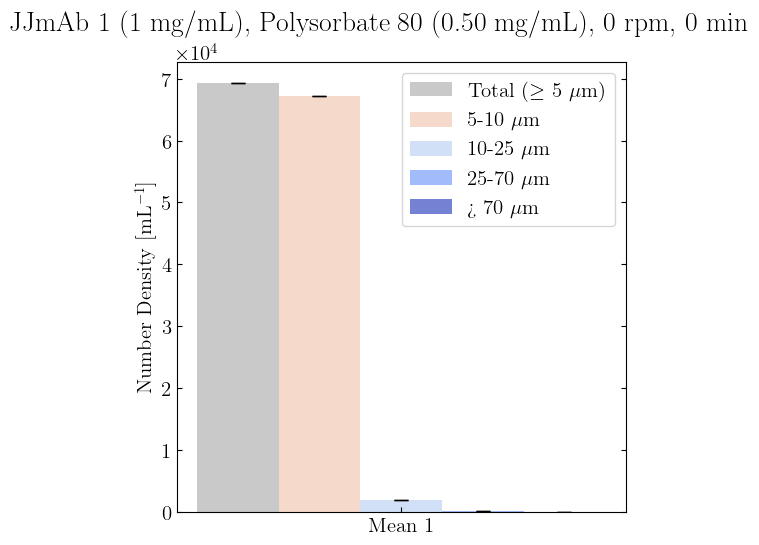 JJmAb 1 (1 mg/mL), Polysorbate 80 (0.50 mg/mL), 0 rpm, 0 min
×10⁴
7
6
5
4
3
2
1
0
Number Density [mL⁻¹]
Total (≥ 5 μm)
5-10 μm
10-25 μm
25-70 μm
¿ 70 μm
Mean 1